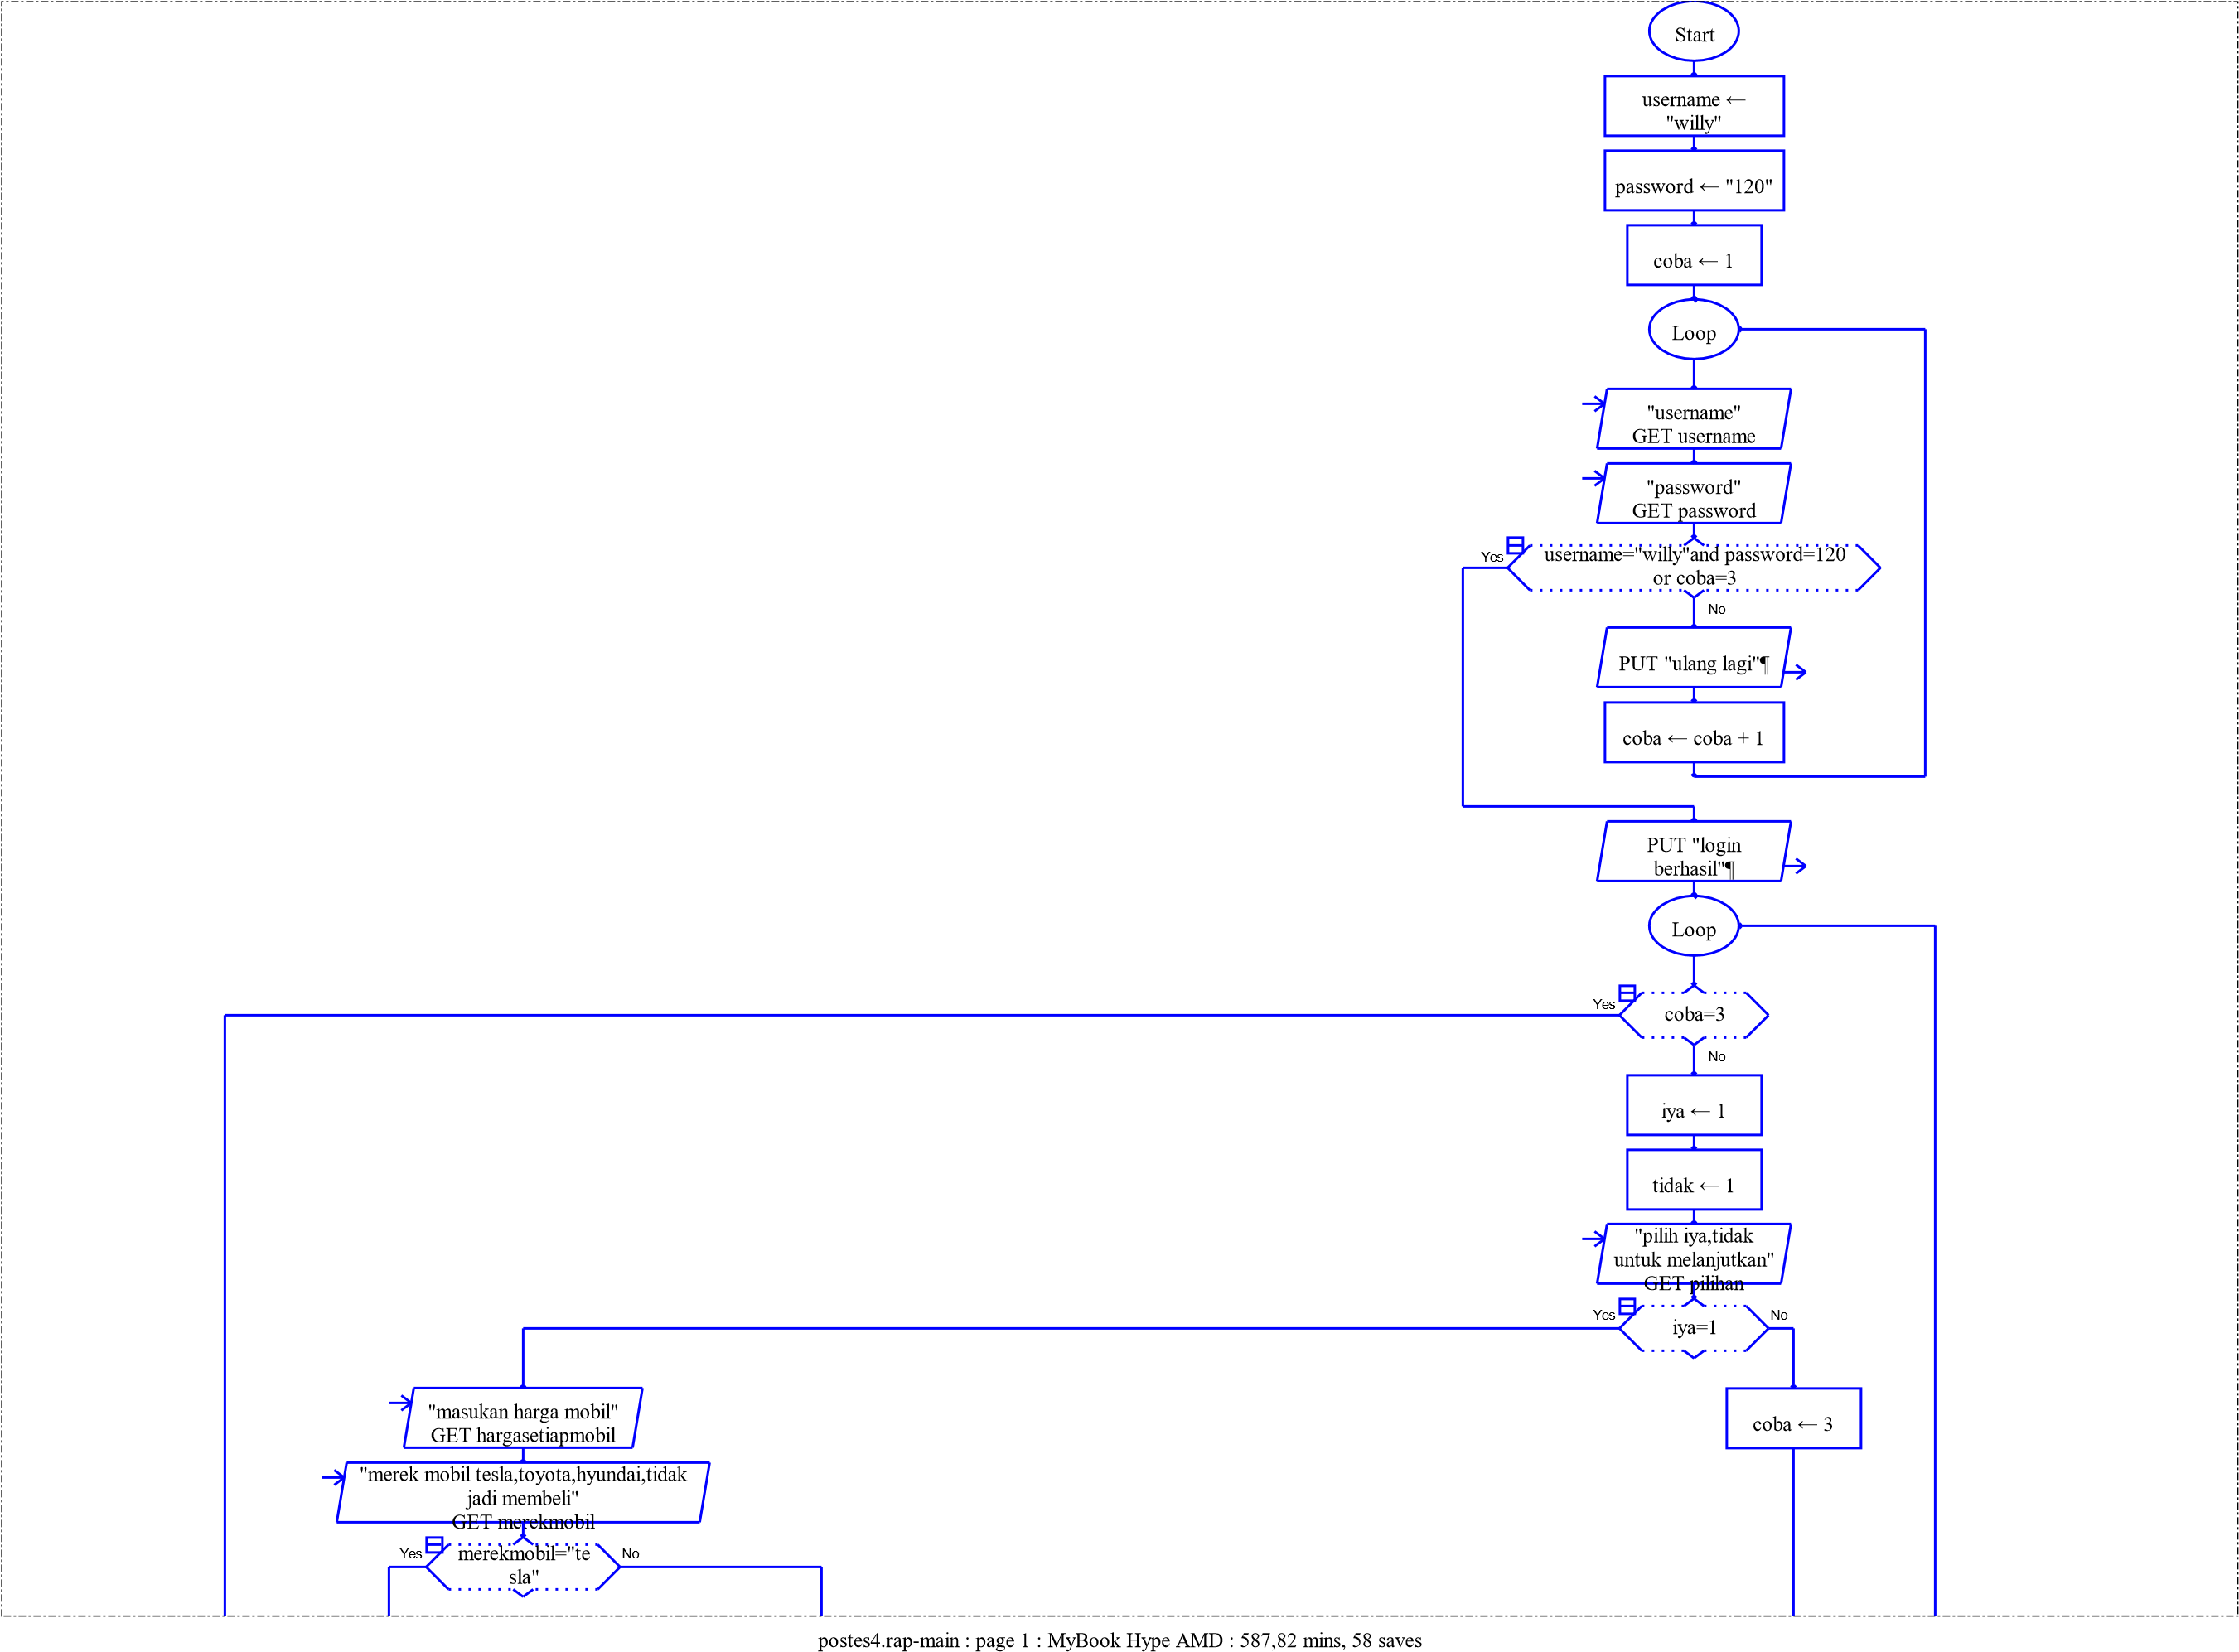 Start
username ←
"willy"
password ← "120"
coba ← 1
Loop
"username"
GET username
"password"
GET password
Yes
username="willy"and password=120
or coba=3
No
PUT "ulang lagi"¶
coba ← coba + 1
PUT "login
berhasil"¶
Loop
Yes
coba=3
No
iya ← 1
tidak ← 1
"pilih iya,tidak
untuk melanjutkan"
GET pilihan
Yes
iya=1
No
"masukan harga mobil"
GET hargasetiapmobil
coba ← 3
"merek mobil tesla,toyota,hyundai,tidak
jadi membeli"
GET merekmobil
Yes
merekmobil="te
sla"
No
postes4.rap-main : page 1 : MyBook Hype AMD : 587,82 mins, 58 saves